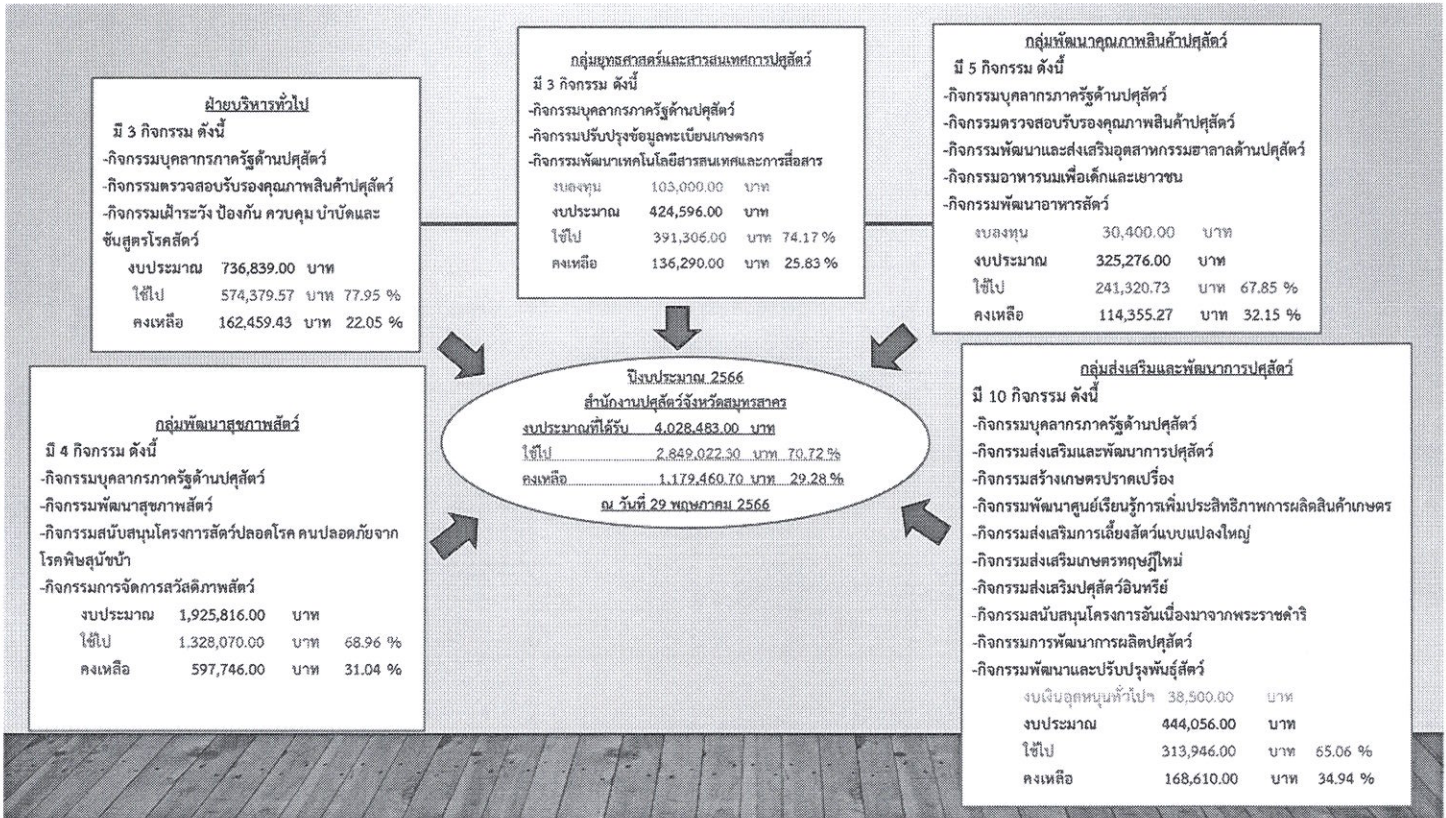 ฝ่ายบริหารทั่วไป
มี 3 กิจกรรม ดังนี้
-กิจกรรมบุคลากรภาครัฐด้านปศุสัตว์
-กิจกรรมตรวจสอบรับรองคุณภาพสินค้าปศุสัตว์
-กิจกรรมเฝ้าระวัง ป้องกัน ควบคุม บำบัดและ
ชันสูตรโรคสัตว์
งบประมาณ 736,839.00 บาท
ใช้ไป 574,379.57 บาท 77.95 %
คงเหลือ 162,459.43 บาท 22.05 %
กลุ่มยุทธศาสตร์และสารสนเทศการปศุสัตว์
มี 3 กิจกรรม ดังนี้
-กิจกรรมบุคลากรภาครัฐด้านปศุสัตว์
-กิจกรรมปรับปรุงข้อมูลทะเบียนเกษตรกร
-กิจกรรมพัฒนาเทคโนโลยีสารสนเทศและการสื่อสาร
งบลงทุน 103,000.00 บาท
งบประมาณ 424,596.00 บาท
ใช้ไป 391,306.00 บาท 74.17 %
คงเหลือ 136,290.00 บาท 25.83 %
กลุ่มพัฒนาคุณภาพสินค้าปศุสัตว์
มี 5 กิจกรรม ดังนี้
-กิจกรรมบุคลากรภาครัฐด้านปศุสัตว์
-กิจกรรมตรวจสอบรับรองคุณภาพสินค้าปศุสัตว์
-กิจกรรมพัฒนาและส่งเสริมอุตสาหกรรมฮาลาลด้านปศุสัตว์
-กิจกรรมอาหารนมเพื่อเด็กและเยาวชน
-กิจกรรมพัฒนาอาหารสัตว์
งบลงทุน 30,400.00 บาท
งบประมาณ 325,276.00 บาท
ใช้ไป 241,320.73 บาท 67.85 %
คงเหลือ 114,355.27 บาท 32.15 %
กลุ่มพัฒนาสุขภาพสัตว์
มี 4 กิจกรรม ดังนี้
-กิจกรรมบุคลากรภาครัฐด้านปศุสัตว์
-กิจกรรมพัฒนาสุขภาพสัตว์
-กิจกรรมสนับสนุนโครงการสัตว์ปลอดโรค คนปลอดภัยจาก
โรคพิษสุนัขบ้า
-กิจกรรมการจัดการสวัสดิภาพสัตว์
งบประมาณ 1,925,816.00 บาท
ใช้ไป 1,328,070.00 บาท 68.96 %
คงเหลือ 597,746.00 บาท 31.04 %
ปีงบประมาณ 2566
สำนักงานปศุสัตว์จังหวัดสมุทรสาคร
งบประมาณที่ได้รับ 4,028,483.00 บาท
ใช้ไป 2,849,022.30 บาท 70.72 %
คงเหลือ 1,179,460.70 บาท 29.28 %
ณ วันที่ 29 พฤษภาคม 2566
กลุ่มส่งเสริมและพัฒนาการปศุสัตว์
มี 10 กิจกรรม ดังนี้
-กิจกรรมบุคลากรภาครัฐด้านปศุสัตว์
-กิจกรรมส่งเสริมและพัฒนาการปศุสัตว์
-กิจกรรมสร้างเกษตรปราดเปรื่อง
-กิจกรรมพัฒนาศูนย์เรียนรู้การเพิ่มประสิทธิภาพการผลิตสินค้าเกษตร
-กิจกรรมส่งเสริมการเลี้ยงสัตว์แบบแปลงใหญ่
-กิจกรรมส่งเสริมเกษตรทฤษฎีใหม่
-กิจกรรมส่งเสริมปศุสัตว์อินทรีย์
-กิจกรรมสนับสนุนโครงการอันเนื่องมาจากพระราชดำริ
-กิจกรรมการพัฒนาการผลิตปศุสัตว์
-กิจกรรมพัฒนาและปรับปรุงพันธุ์สัตว์
งบเงินอุดหนุนทั่วไปฯ 38,500.00 บาท
งบประมาณ 444,056.00 บาท
ใช้ไป 313,946.00 บาท 65.06 %
คงเหลือ 168,610.00 บาท 34.94 %